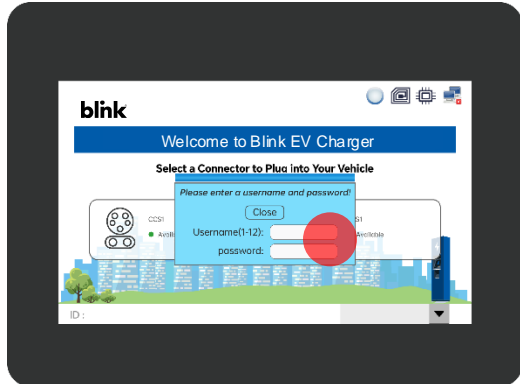 blink
Welcome to Blink EV Charger
Select a Connector to Plug into Your Vehicle
Please enter a username and password!
Close
CCS1
Username(1-12):
S1
Available
password:
ID :